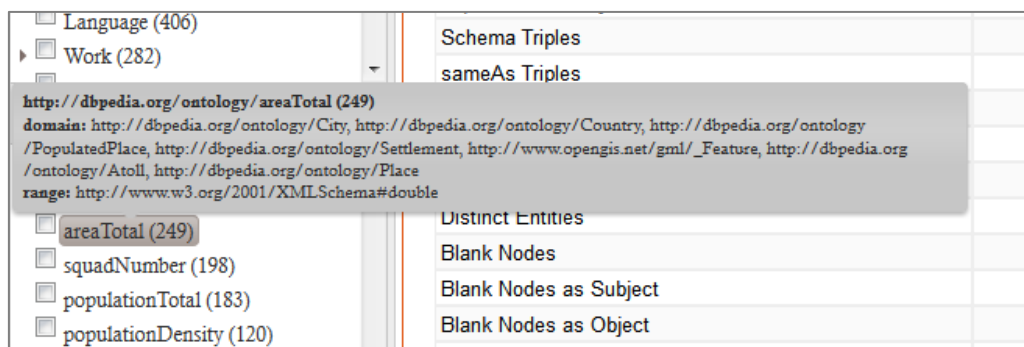 Language (406)
Work (282)
Schema Triples
sameAs Triples
http://dbpedia.org/ontology/areaTotal (249)
domain: http://dbpedia.org/ontology/City, http://dbpedia.org/ontology/Country, http://dbpedia.org/ontology
/PopulatedPlace, http://dbpedia.org/ontology/Settlement, http://www.opengis.net/gml/_Feature, http://dbpedia.org
/ontology/Atoll, http://dbpedia.org/ontology/Place
range: http://www.w3.org/2001/XMLSchema#double
areaTotal (249)
squadNumber (198)
populationTotal (183)
populationDensity (120)
Distinct Entities
Blank Nodes
Blank Nodes as Subject
Blank Nodes as Object